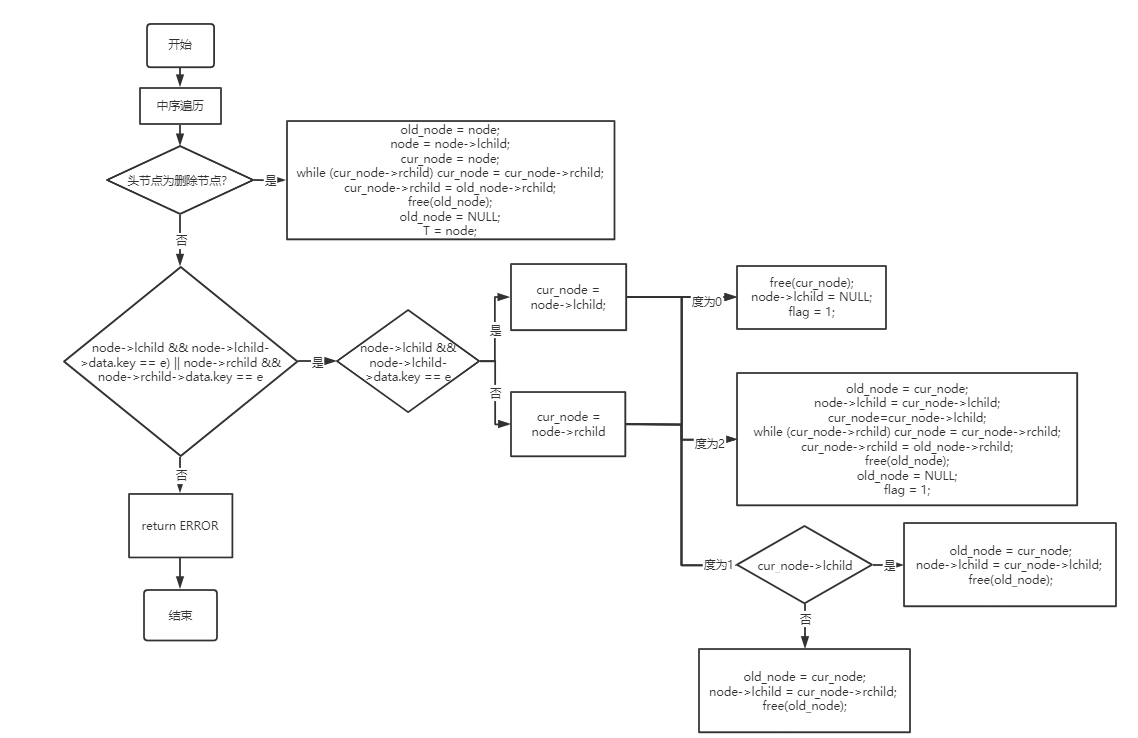 开始
中序遍历
头节点为删除节点?
是
old_node = node;
node = node->lchild;
cur_node = node;
while (cur_node->rchild) cur_node = cur_node->rchild;
cur_node->rchild = old_node->rchild;
free(old_node);
old_node = NULL;
T = node;
否
node->lchild && node->lchild-
>data.key == e) || node->rchild &&
node->rchild->data.key == e
是
node->lchild &&
node->lchild-
>data.key == e
是
cur_node =
node->lchild;
否
cur_node =
node->rchild
度为0
free(cur_node);
node->lchild = NULL;
flag = 1;
度为2
old_node = cur_node;
node->lchild = cur_node->lchild;
cur_node=cur_node->lchild;
while (cur_node->rchild) cur_node = cur_node->rchild;
cur_node->rchild = old_node->rchild;
free(old_node);
old_node = NULL;
flag = 1;
度为1
cur_node->lchild
是
old_node = cur_node;
node->lchild = cur_node->lchild;
free(old_node);
否
old_node = cur_node;
node->lchild = cur_node->rchild;
free(old_node);
否
return ERROR
结束